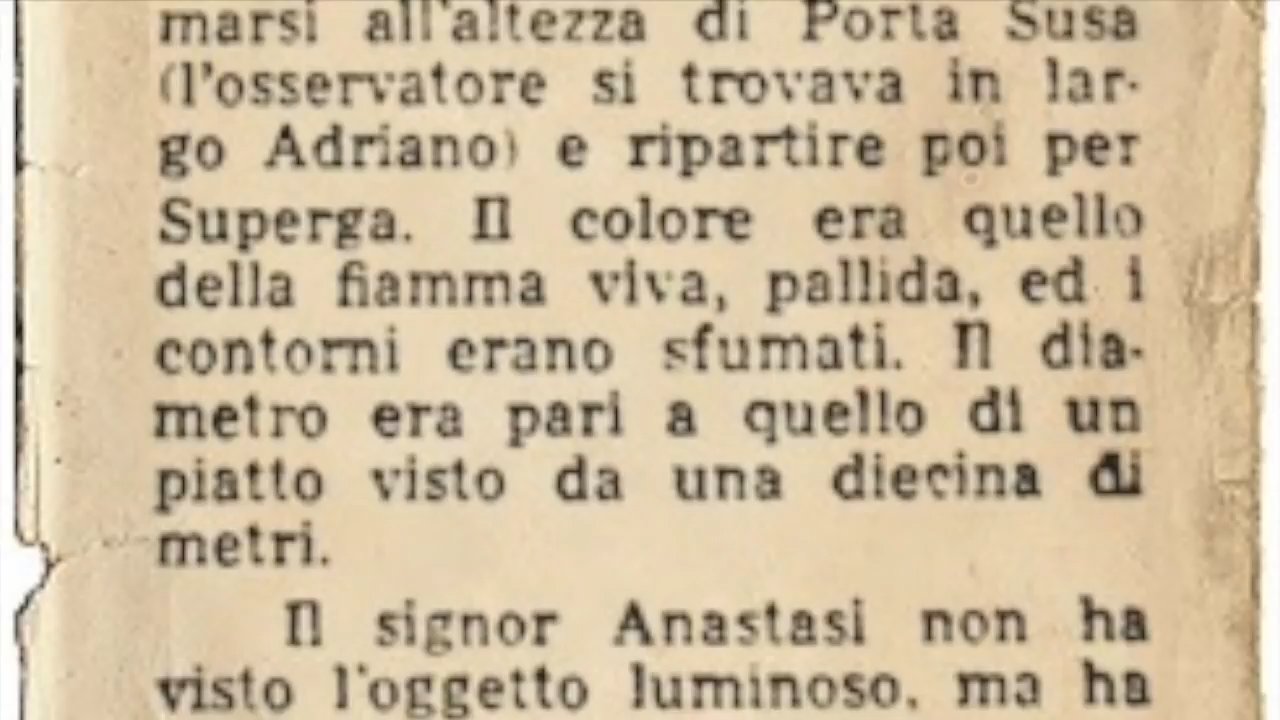 marsi all'altezza di Porta Susa
(l'osservatore si trovava in lar-
go Adriano) e ripartire poi per
Superga. Il colore era quello
della fiamma viva, pallida, ed i
contorni erano sfumati. Il dia-
metro era pari a quello di un
piatto visto da una diecina di
metri.
Il signor Anastasi non ha
visto l'oggetto luminoso, ma ha